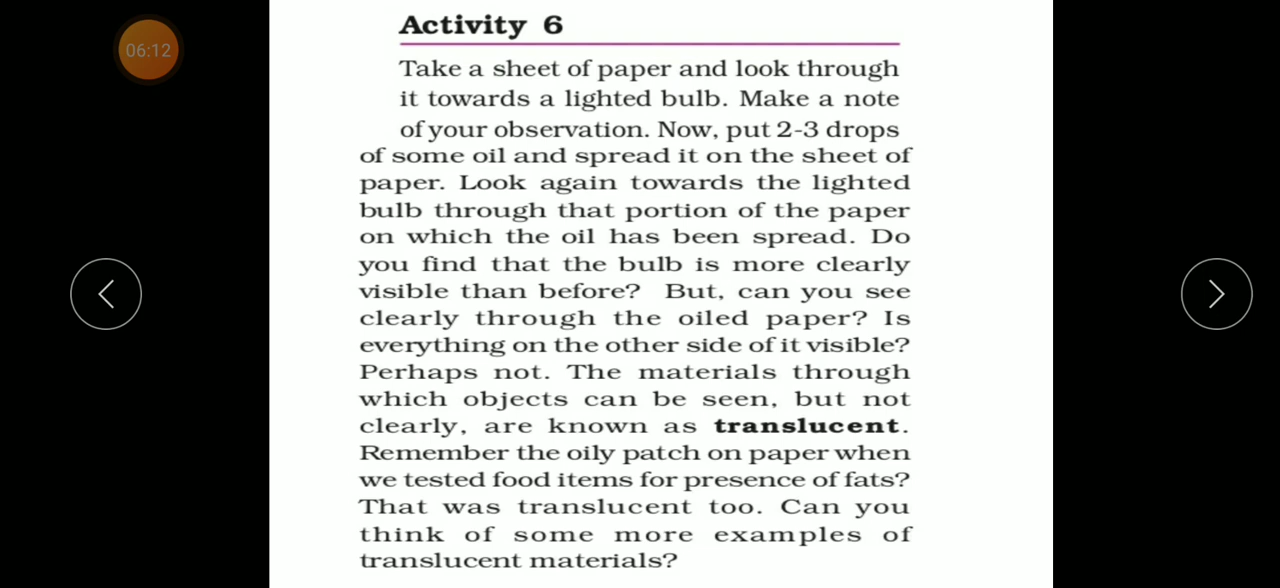 06:12
Activity 6
Take a sheet of paper and look through
it towards a lighted bulb. Make a note
of your observation. Now, put 2-3 drops
of some oil and spread it on the sheet of
paper. Look again towards the lighted
bulb through that portion of the paper
on which the oil has been spread. Do
you find that the bulb is more clearly
visible than before? But, can you see
clearly through the oiled paper? Is
everything on the other side of it visible?
Perhaps not. The materials through
which objects can be seen, but not
clearly, are known as translucent.
Remember the oily patch on paper when
we tested food items for presence of fats?
That was translucent too. Can you
think of some more examples of
translucent materials?